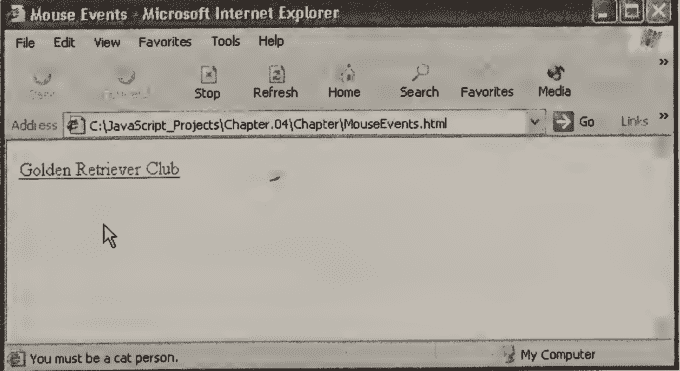 Mouse Events - Microsoft Internet Explorer
File Edit View Favorites Tools Help
Stop Refresh Home Search Favorites Media
Address C:\JavaScript_Projects\Chapter.04\Chapter\MouseEvents.html Go Links
Golden Retriever Club
You must be a cat person. My Computer